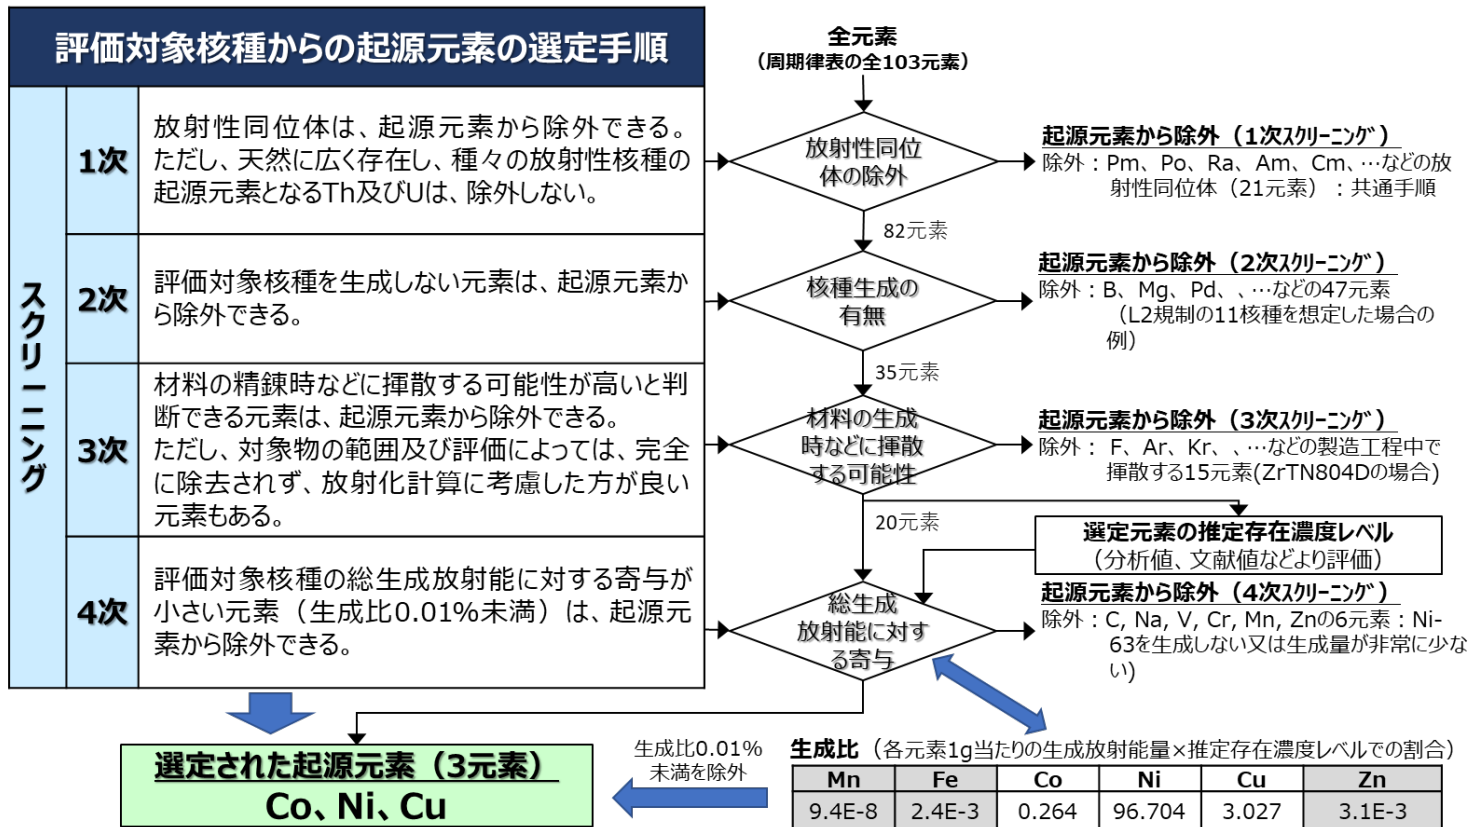 評価対象核種からの起源元素の選定手順
スクリーニング
1次
放射性同位体は、起源元素から除外できる。
ただし、天然に広く存在し、種々の放射性核種の
起源元素となるTh及びUは、除外しない。
2次
評価対象核種を生成しない元素は、起源元素か
ら除外できる。
3次
材料の精錬時などに揮散する可能性が高いと判
断できる元素は、起源元素から除外できる。
ただし、対象物の範囲及び評価によっては、完全
に除去されず、放射化計算に考慮した方が良い
元素もある。
4次
評価対象核種の総生成放射能に対する寄与が
小さい元素（生成比0.01%未満）は、起源元
素から除外できる。
全元素
（周期律表の全103元素）
放射性同位
体の除外
起源元素から除外（1次ｽｸﾘｰﾆﾝｸﾞ）
除外：Pm、Po、Ra、Am、Cm、…などの放
射性同位体（21元素）：共通手順
82元素
核種生成の
有無
起源元素から除外（2次ｽｸﾘｰﾆﾝｸﾞ）
除外：B、Mg、Pd、、…などの47元素
（L2規制の11核種を想定した場合の
例）
35元素
材料の生成
時などに揮散
する可能性
起源元素から除外（3次ｽｸﾘｰﾆﾝｸﾞ）
除外： F、Ar、Kr、、…などの製造工程中で
揮散する15元素(ZrTN804Dの場合)
20元素
選定元素の推定存在濃度レベル
（分析値、文献値などより評価）
総生成
放射能に対す
る寄与
起源元素から除外（4次ｽｸﾘｰﾆﾝｸﾞ）
除外：C, Na, V, Cr, Mn, Znの6元素：Ni-
63を生成しない又は生成量が非常に少な
い)
選定された起源元素（3元素）
Co、Ni、Cu
生成比0.01%
未満を除外
生成比（各元素1g当たりの生成放射能量×推定存在濃度レベルでの割合）
Mn Fe Co Ni Cu Zn
9.4E-8 2.4E-3 0.264 96.704 3.027 3.1E-3